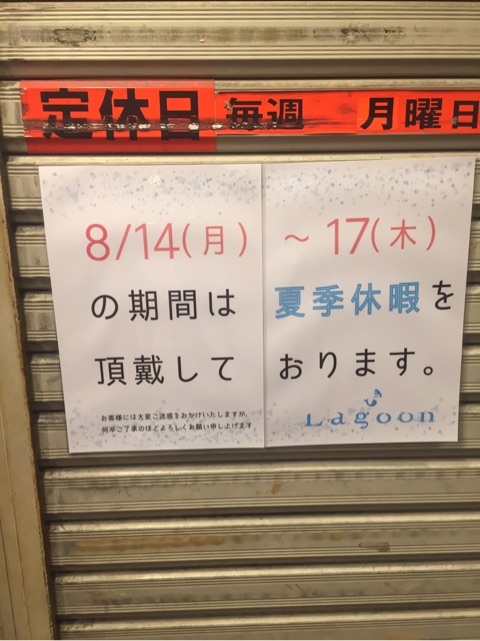 定休日 毎週 月曜日
8/14(月) ～17(木)
の期間は 夏季休暇を
頂戴して おります。
お客様には大変ご迷惑をおかけいたしますが、
何卒ご了承のほどよろしくお願い申し上げます
Lagoon